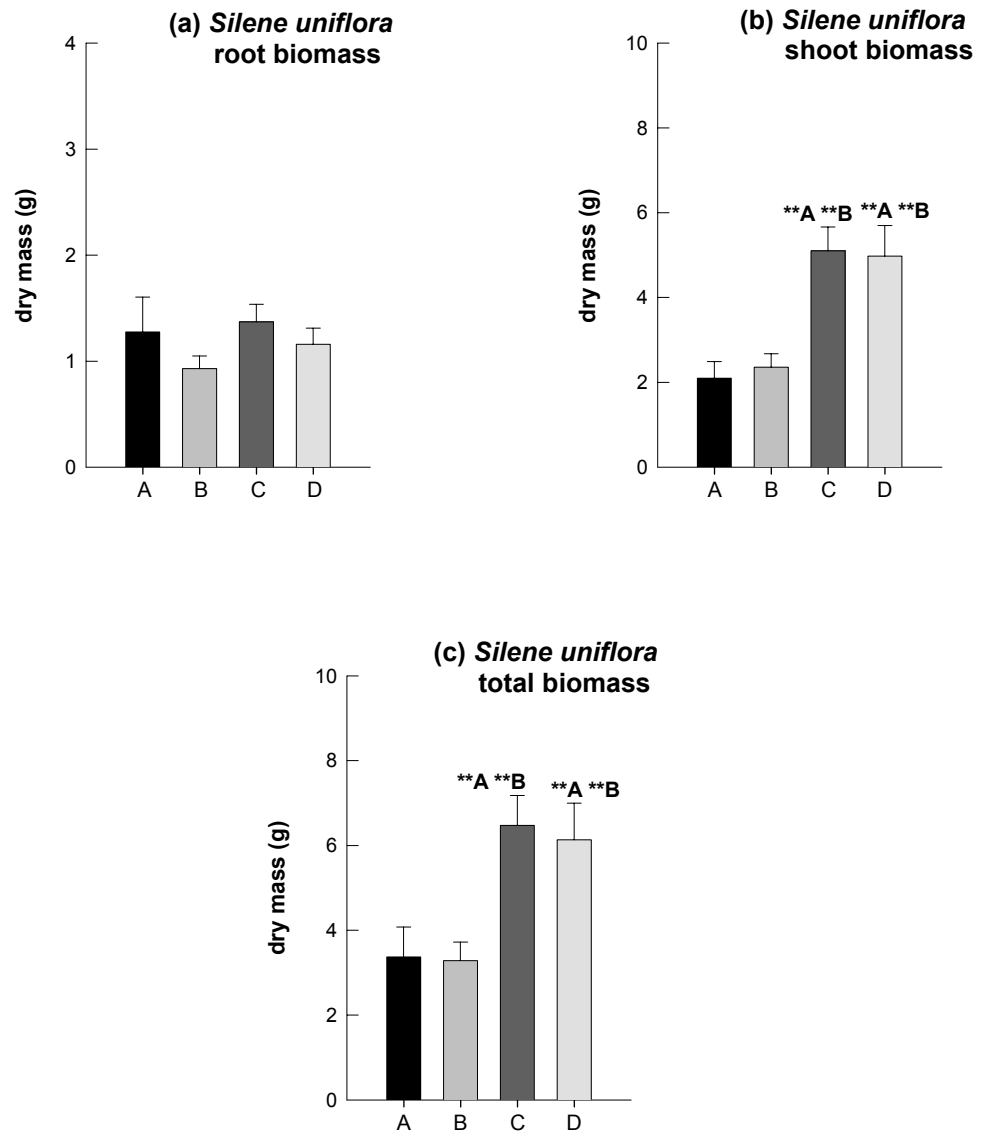 (a) Silene uniflora
root biomass
dry mass (g)
4
3
2
1
0
A B C D
(b) Silene uniflora
shoot biomass
dry mass (g)
10
8
6
4
2
0
**A **B **A **B
A B C D
(c) Silene uniflora
total biomass
dry mass (g)
10
8
6
4
2
0
**A **B **A **B
A B C D